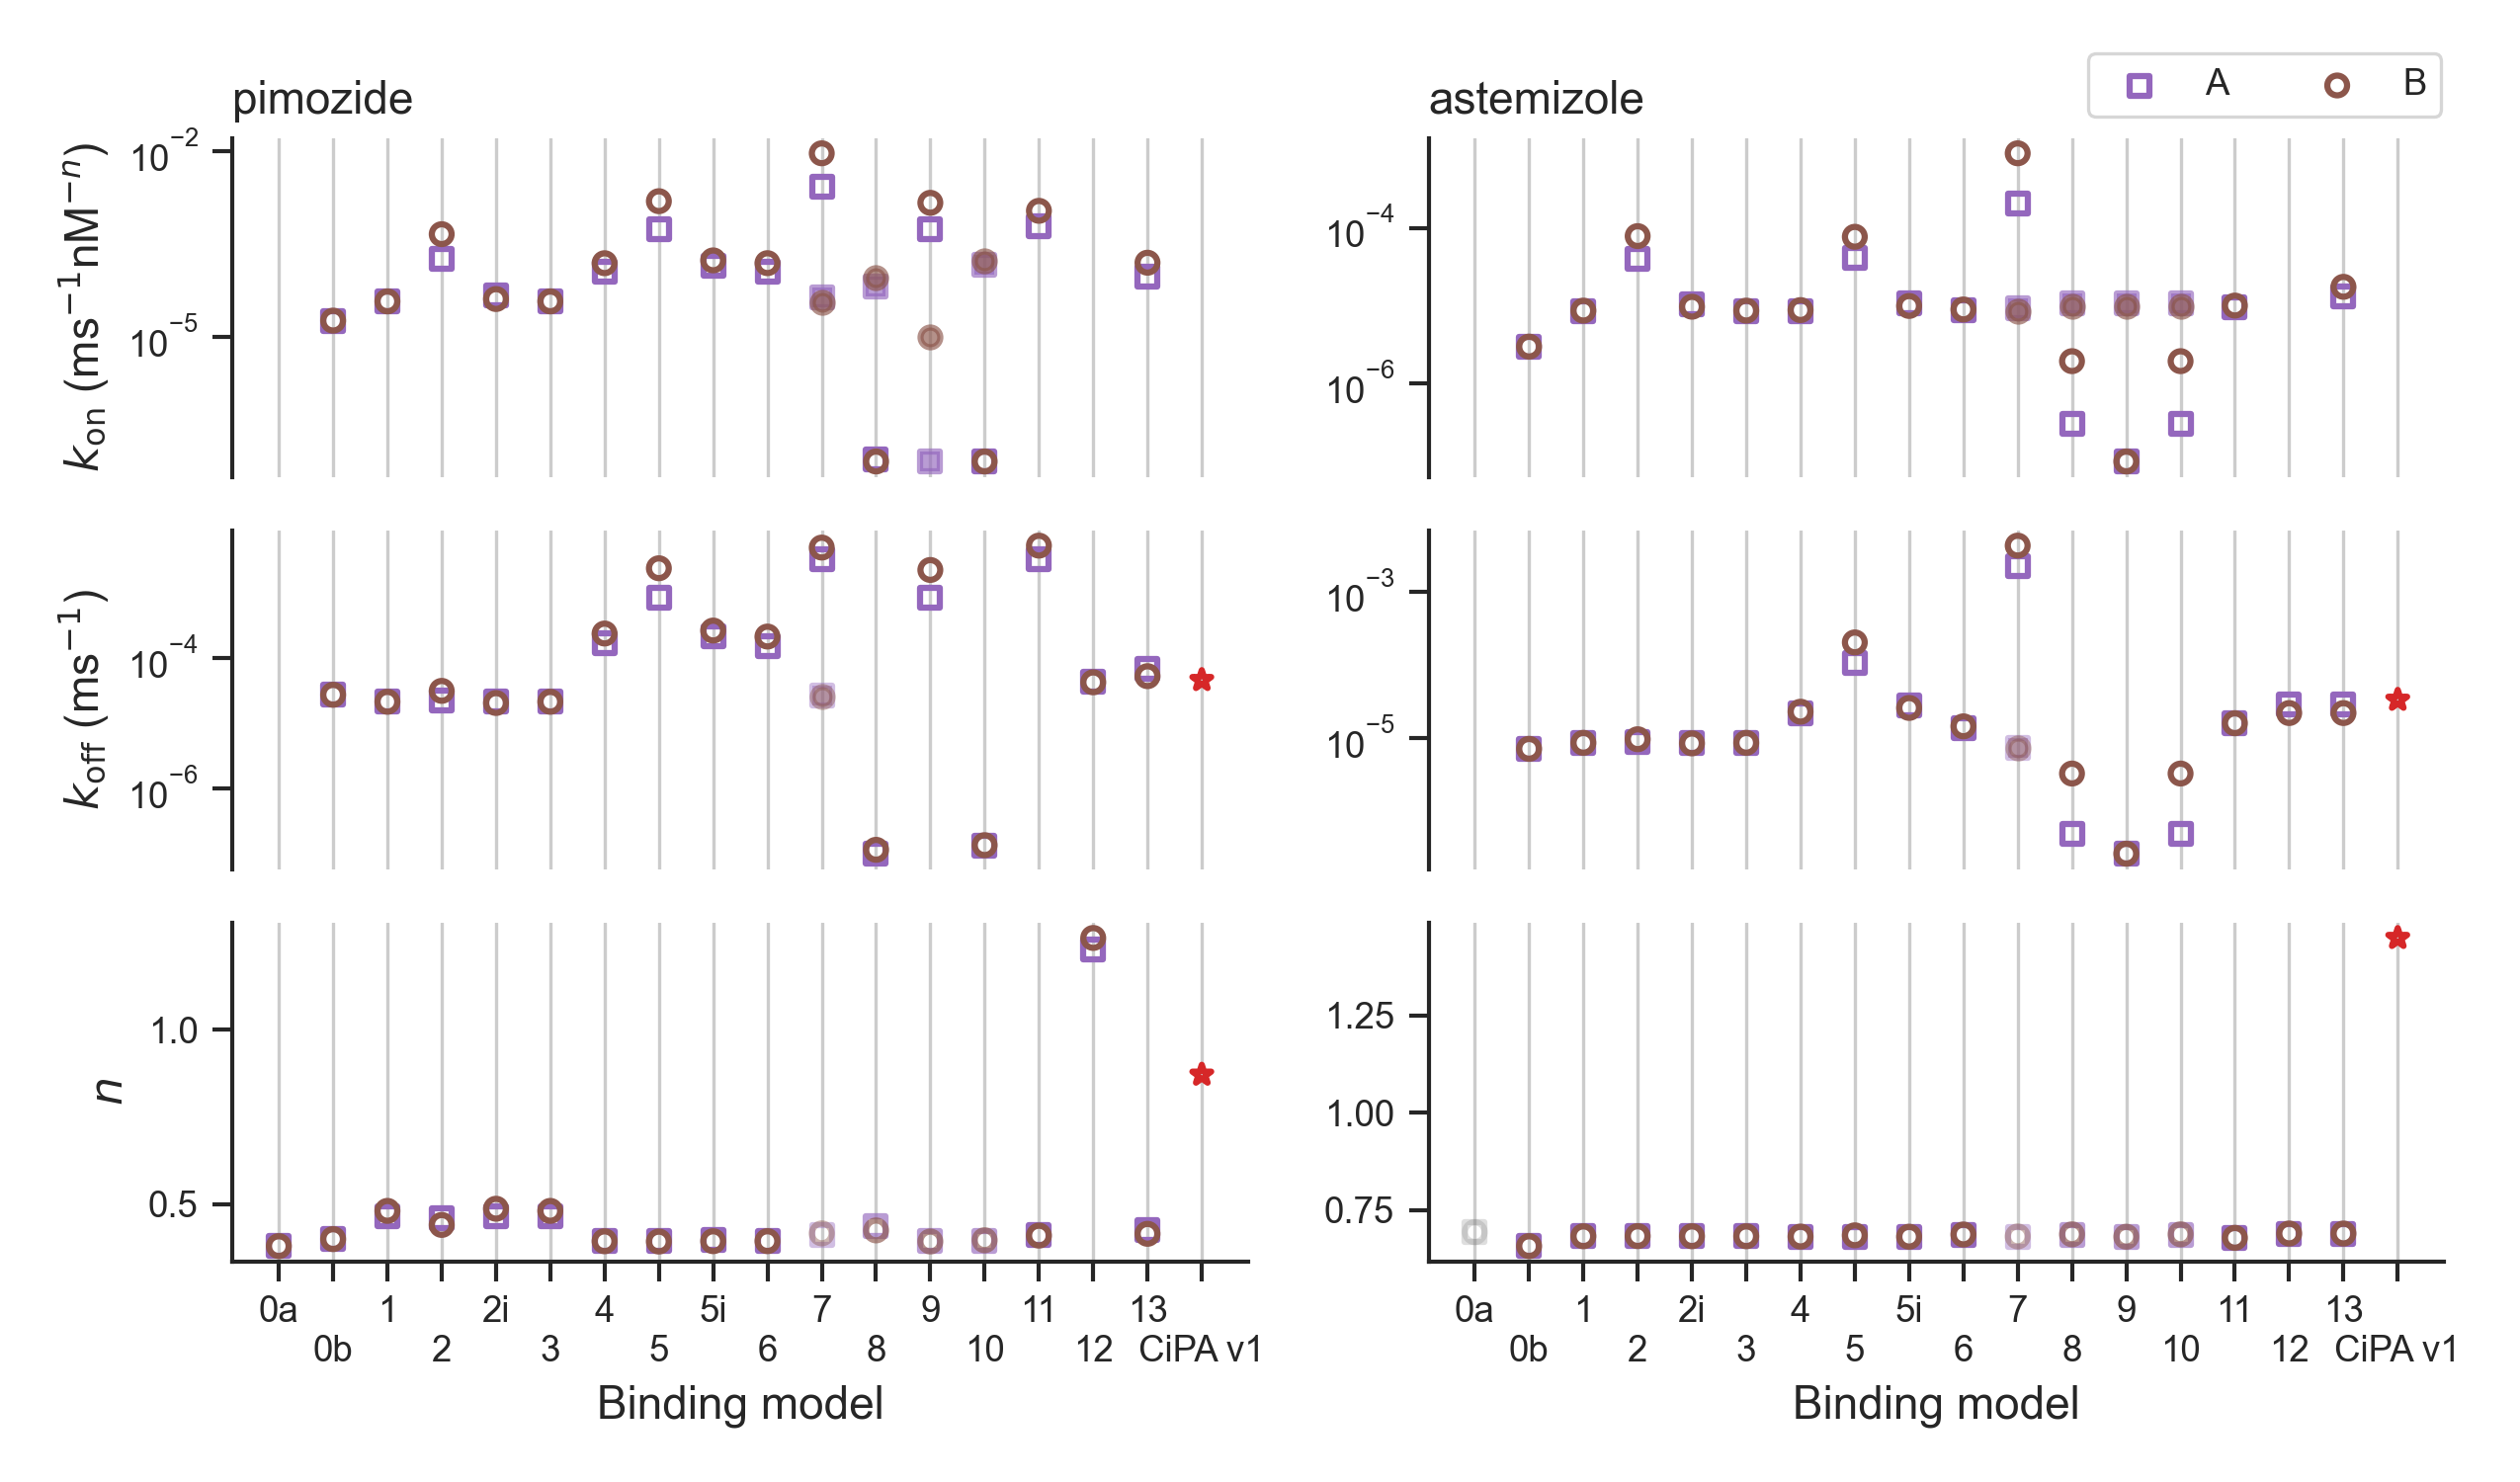 A B
pimozide
astemizole
k_on (ms⁻¹nM⁻ⁿ)
10⁻²
10⁻⁵
10⁻⁴
10⁻⁶
k_off (ms⁻¹)
10⁻⁴
10⁻⁶
10⁻³
10⁻⁵
n
1.0
0.5
1.25
1.00
0.75
0a 1 2i 4 5i 7 9 11 13
0b 2 3 5 6 8 10 12 CiPA v1
Binding model
0a 1 2i 4 5i 7 9 11 13
0b 2 3 5 6 8 10 12 CiPA v1
Binding model